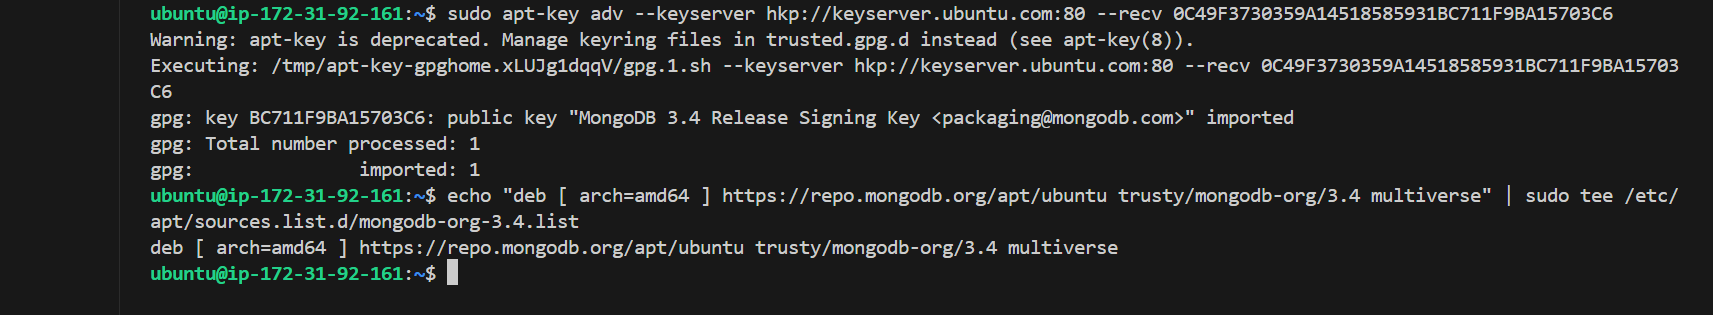 ubuntu@ip-172-31-92-161:~$ sudo apt-key adv --keyserver hkp://keyserver.ubuntu.com:80 --recv 0C49F3730359A14518585931BC711F9BA15703C6
Warning: apt-key is deprecated. Manage keyring files in trusted.gpg.d instead (see apt-key(8)).
Executing: /tmp/apt-key-gpghome.xLUJg1dqqV/gpg.1.sh --keyserver hkp://keyserver.ubuntu.com:80 --recv 0C49F3730359A14518585931BC711F9BA15703
C6
gpg: key BC711F9BA15703C6: public key "MongoDB 3.4 Release Signing Key <packaging@mongodb.com>" imported
gpg: Total number processed: 1
gpg:               imported: 1
ubuntu@ip-172-31-92-161:~$ echo "deb [ arch=amd64 ] https://repo.mongodb.org/apt/ubuntu trusty/mongodb-org/3.4 multiverse" | sudo tee /etc/
apt/sources.list.d/mongodb-org-3.4.list
deb [ arch=amd64 ] https://repo.mongodb.org/apt/ubuntu trusty/mongodb-org/3.4 multiverse
ubuntu@ip-172-31-92-161:~$